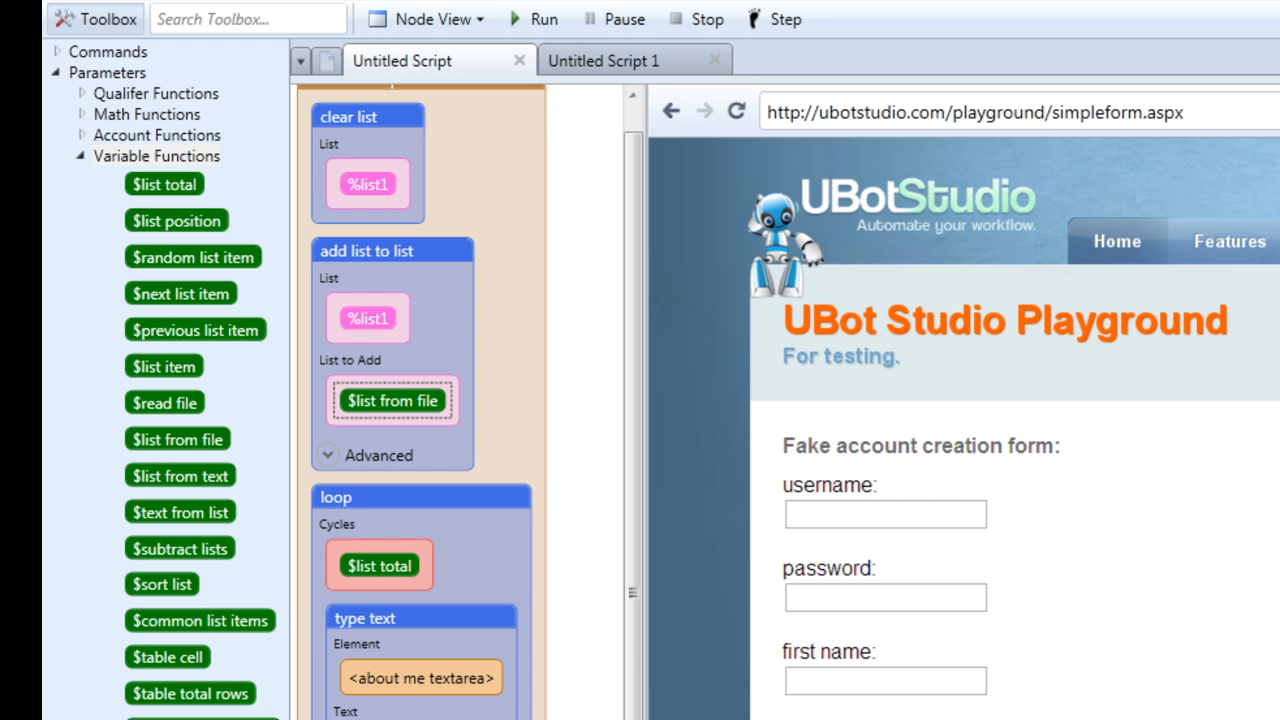 Toolbox
Search Toolbox...
Node View
Run
Pause
Stop
Step
Commands
Parameters
Qualifer Functions
Math Functions
Account Functions
Variable Functions
$list total
$list position
$random list item
$next list item
$previous list item
$list item
$read file
$list from file
$list from text
$text from list
$subtract lists
$sort list
$common list items
$table cell
$table total rows
Untitled Script
Untitled Script 1
clear list
List
%list1
add list to list
List
%list1
List to Add
$list from file
Advanced
loop
Cycles
$list total
type text
Element
<about me textarea>
Text
http://ubotstudio.com/playground/simpleform.aspx
UBotStudio
Automate your workflow.
Home
Features
UBot Studio Playground
For testing.
Fake account creation form:
username:
password:
first name: